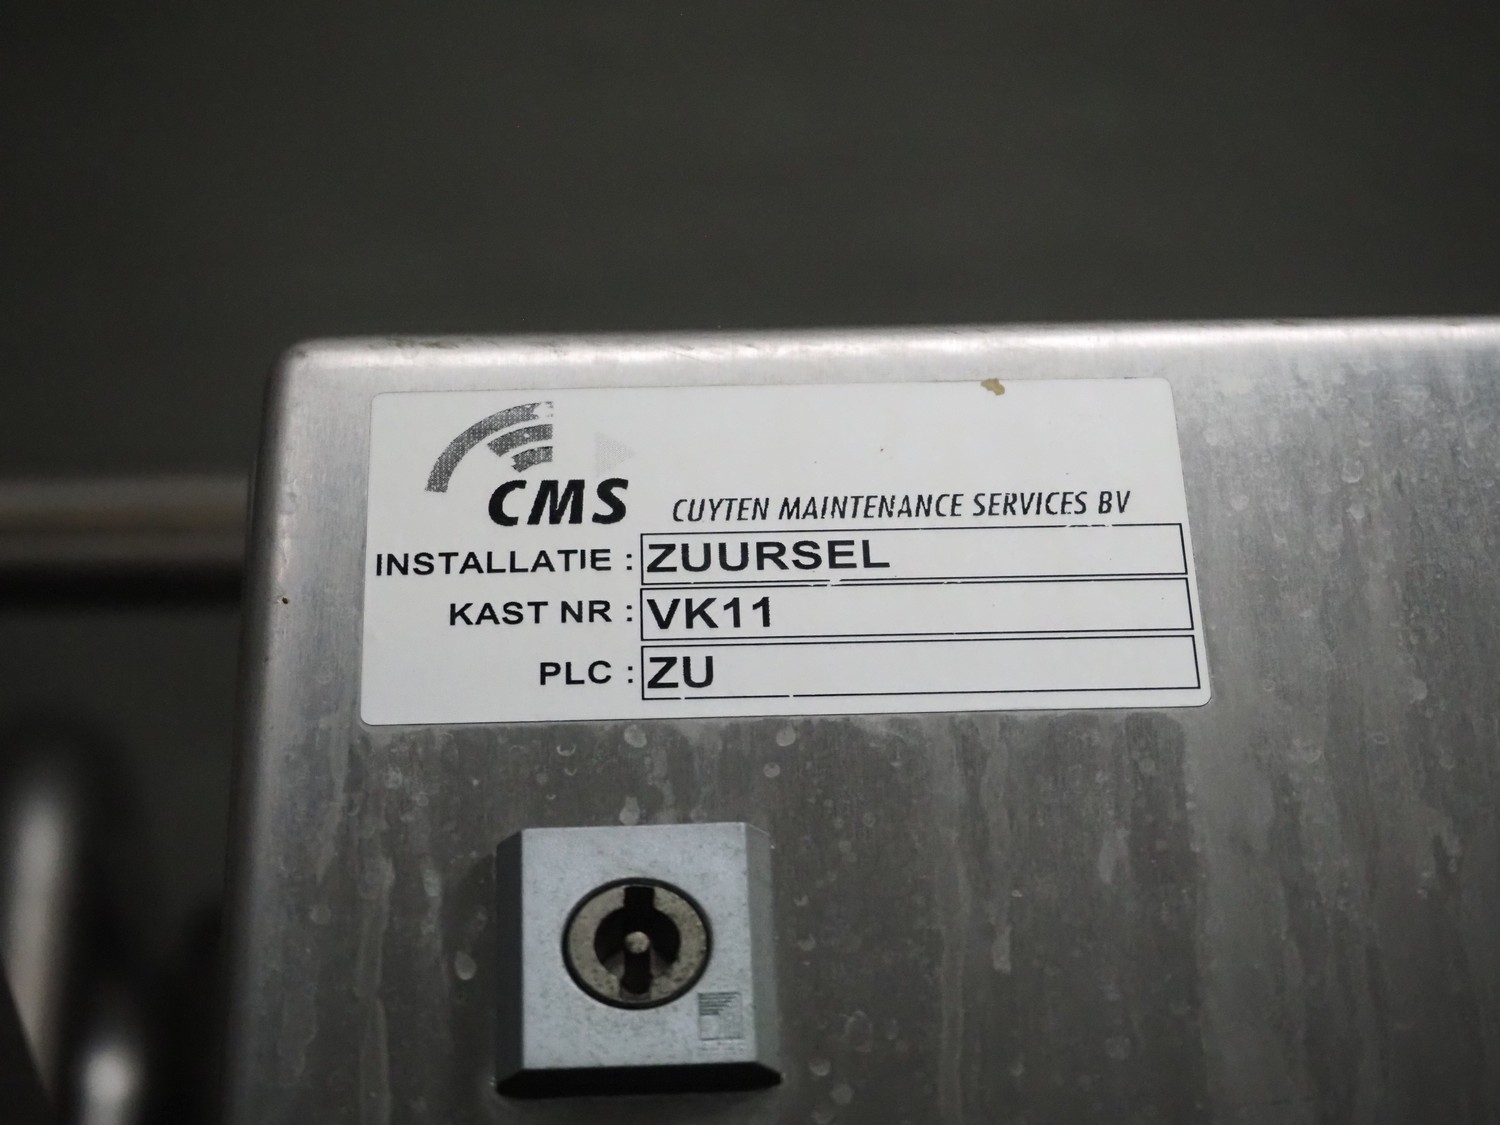 CMS CUYTEN MAINTENANCE SERVICES BV
INSTALLATIE : ZUURSEL
KAST NR : VK11
PLC : ZU